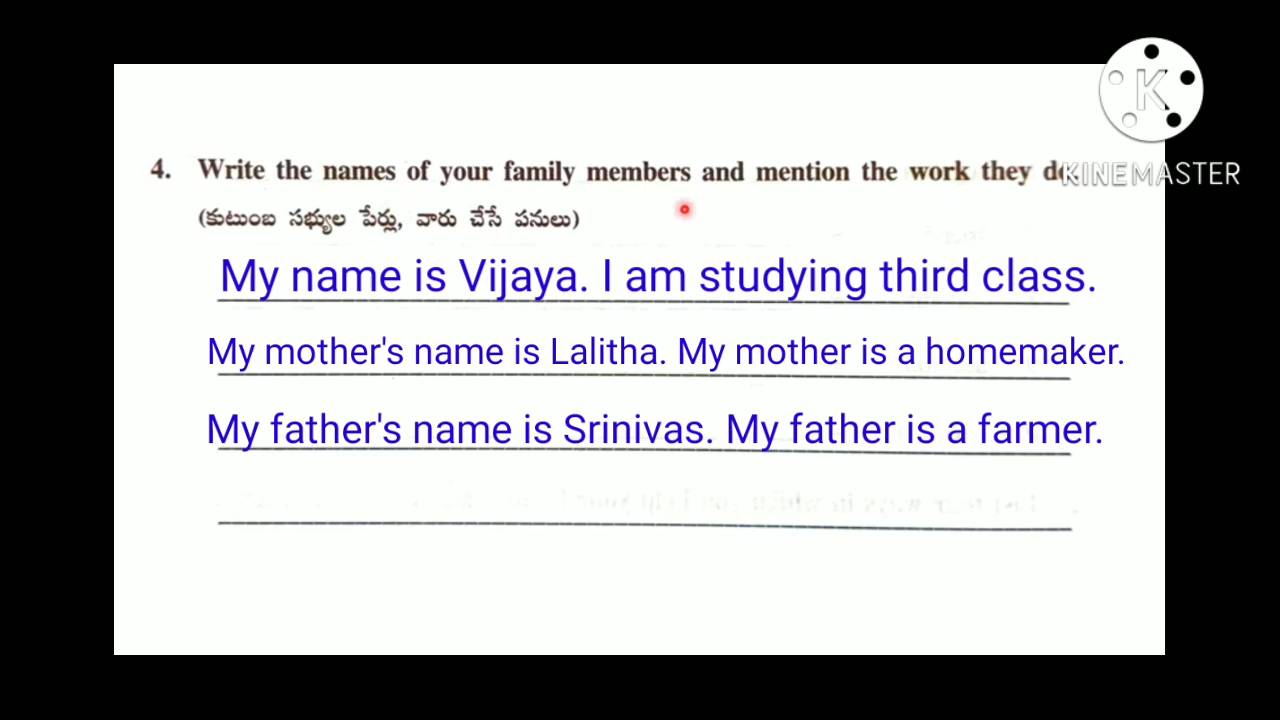 4. Write the names of your family members and mention the work they do
(కుటుంబ సభ్యుల పేర్లు, వారు చేసే పనులు)
My name is Vijaya. I am studying third class.
My mother's name is Lalitha. My mother is a homemaker.
My father's name is Srinivas. My father is a farmer.
K
KINEMASTER